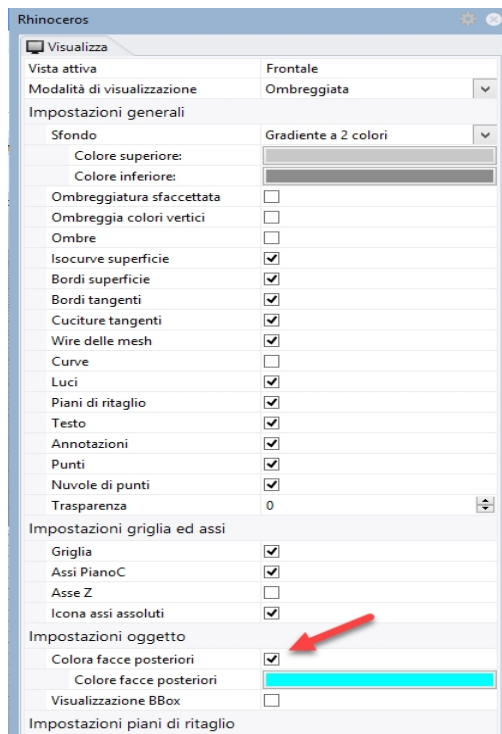 Rhinoceros
Visualizza
Vista attiva Frontale
Modalità di visualizzazione Ombreggiata
Impostazioni generali
Sfondo Gradiente a 2 colori
Colore superiore:
Colore inferiore:
Ombreggiatura sfaccettata
Ombreggia colori vertici
Ombre
Isocurve superficie
Bordi superficie
Bordi tangenti
Cuciture tangenti
Wire delle mesh
Curve
Luci
Piani di ritaglio
Testo
Annotazioni
Punti
Nuvole di punti
Trasparenza 0
Impostazioni griglia ed assi
Griglia
Assi PianoC
Asse Z
Icona assi assoluti
Impostazioni oggetto
Colora facce posteriori
Colore facce posteriori
Visualizzazione BBox
Impostazioni piani di ritaglio